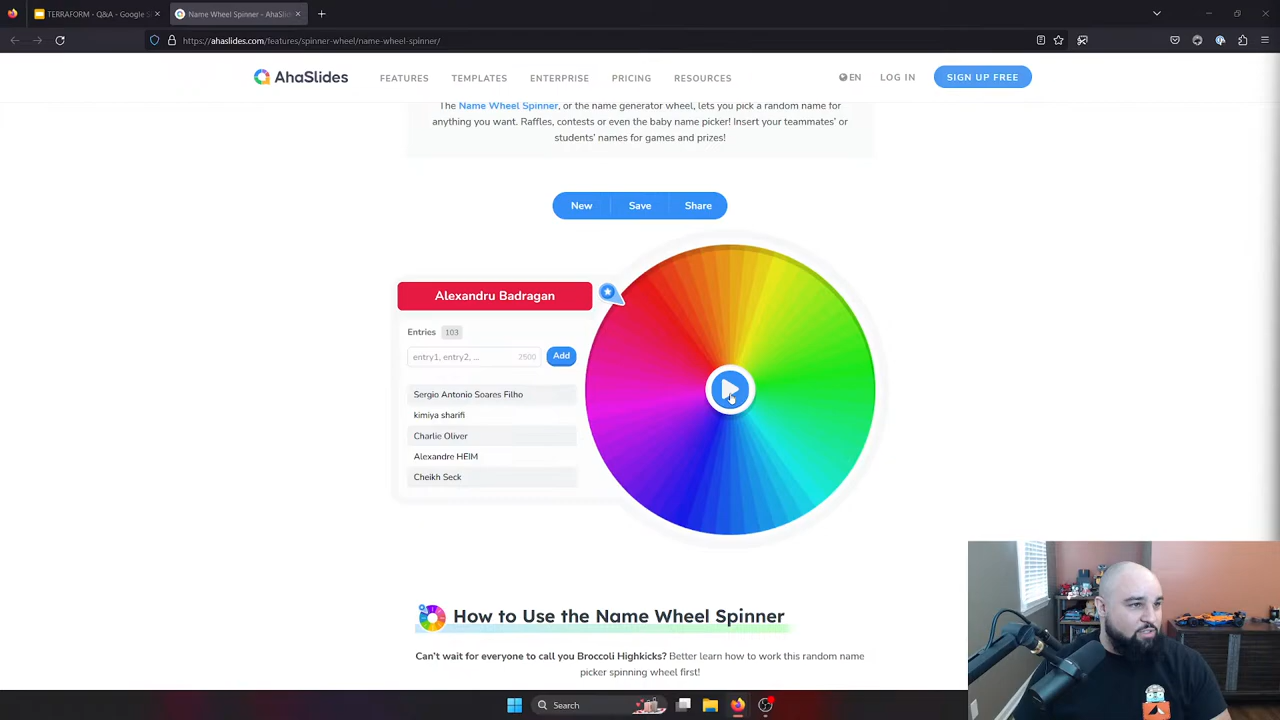 TERRAFORM - Q&A - Google S
Name Wheel Spinner - AhaSlid
https://ahaslides.com/features/spinner-wheel/name-wheel-spinner/
AhaSlides
FEATURES
TEMPLATES
ENTERPRISE
PRICING
RESOURCES
EN
LOG IN
SIGN UP FREE
The Name Wheel Spinner, or the name generator wheel, lets you pick a random name for
anything you want. Raffles, contests or even the baby name picker! Insert your teammates' or
students' names for games and prizes!
New
Save
Share
Alexandru Badragan
Entries 103
entry1, entry2, ... 2500 Add
Sergio Antonio Soares Filho
kimiya sharifi
Charlie Oliver
Alexandre HEIM
Cheikh Seck
How to Use the Name Wheel Spinner
Can't wait for everyone to call you Broccoli Highkicks? Better learn how to work this random name
picker spinning wheel first!
Search